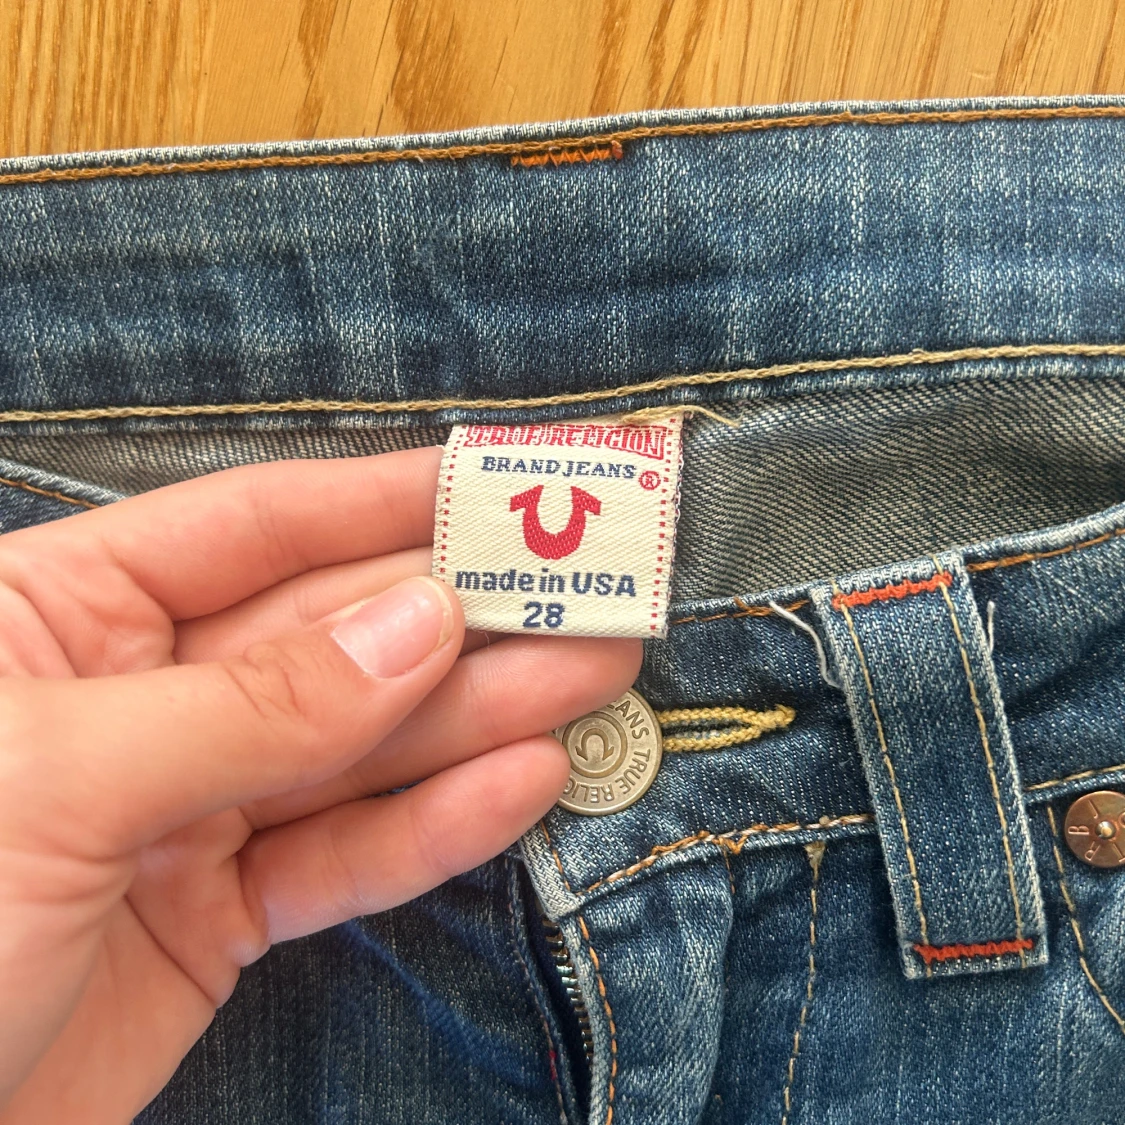 TRUE RELIGION
BRAND JEANS
®
made in USA
28
JEANS TRUE RELIG